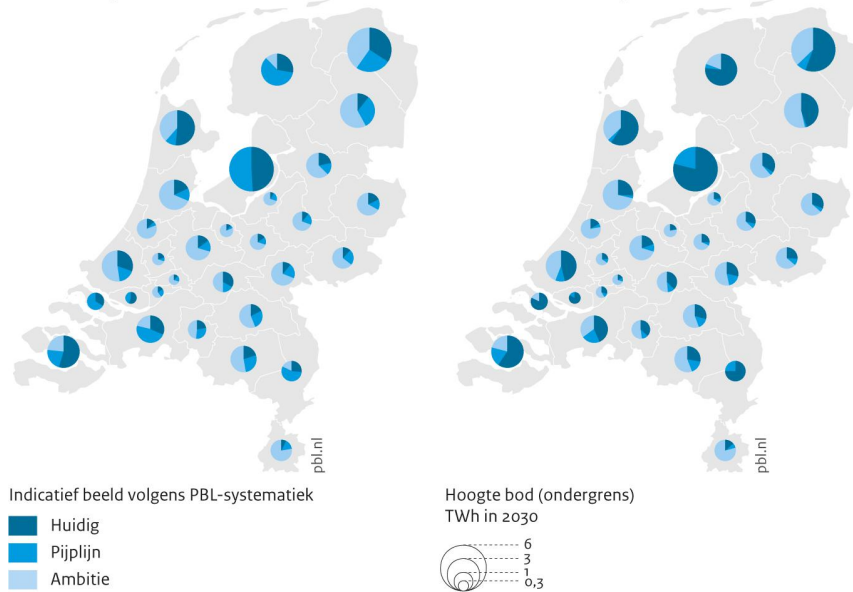 pbl.nl
pbl.nl
Indicatief beeld volgens PBL-systematiek
Huidig
Pijplijn
Ambitie
Hoogte bod (ondergrens)
TWh in 2030
6
3
1
0,3